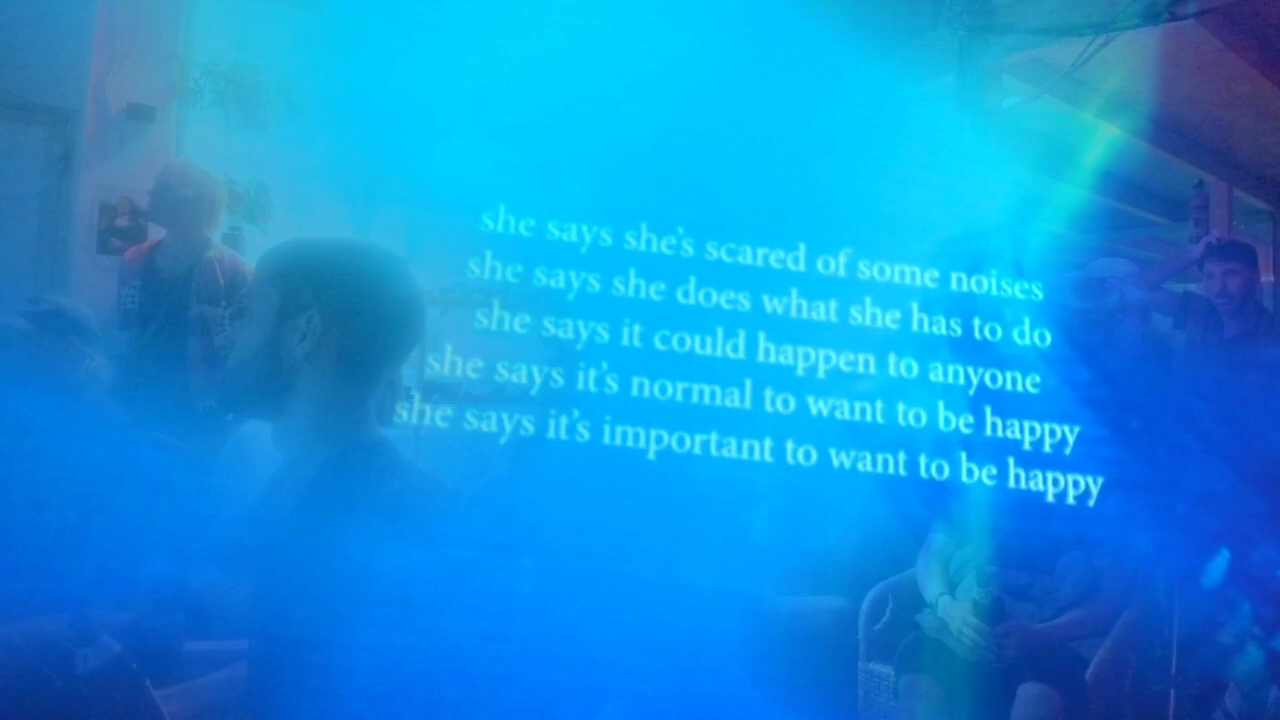 she says she's scared of some noises
she says she does what she has to do
she says it could happen to anyone
she says it's normal to want to be happy
she says it's important to want to be happy